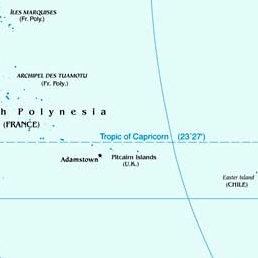 ÎLES MARQUISES
(Fr. Poly.)
ARCHIPEL DES TUAMOTU
(Fr. Poly.)
h Polynesia
(FRANCE)
Tropic of Capricorn (23°27')
Adamstown
Pitcairn Islands
(U.K.)
Easter Island
(CHILE)